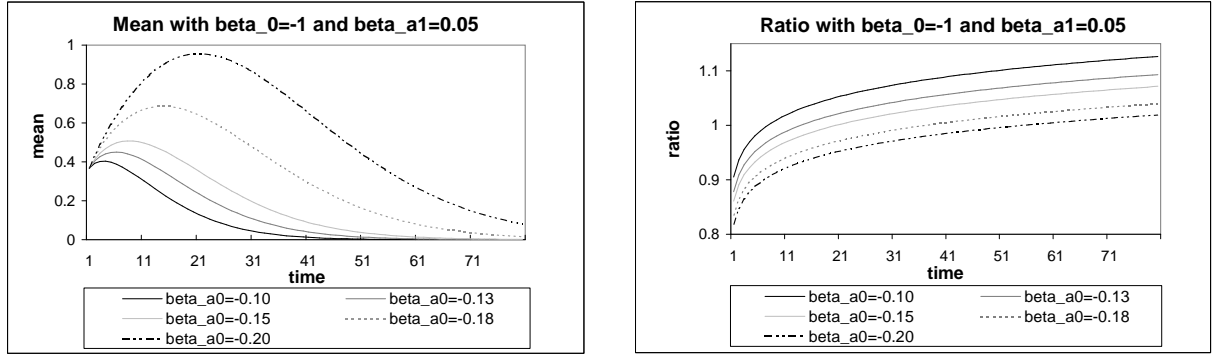 Mean with beta_0=-1 and beta_a1=0.05
1
0.8
0.6
0.4
0.2
0
mean
1 11 21 31 41 51 61 71
time
beta_a0=-0.10 beta_a0=-0.13
beta_a0=-0.15 beta_a0=-0.18
beta_a0=-0.20
Ratio with beta_0=-1 and beta_a1=0.05
1.1
1
0.9
0.8
ratio
1 11 21 31 41 51 61 71
time
beta_a0=-0.10 beta_a0=-0.13
beta_a0=-0.15 beta_a0=-0.18
beta_a0=-0.20